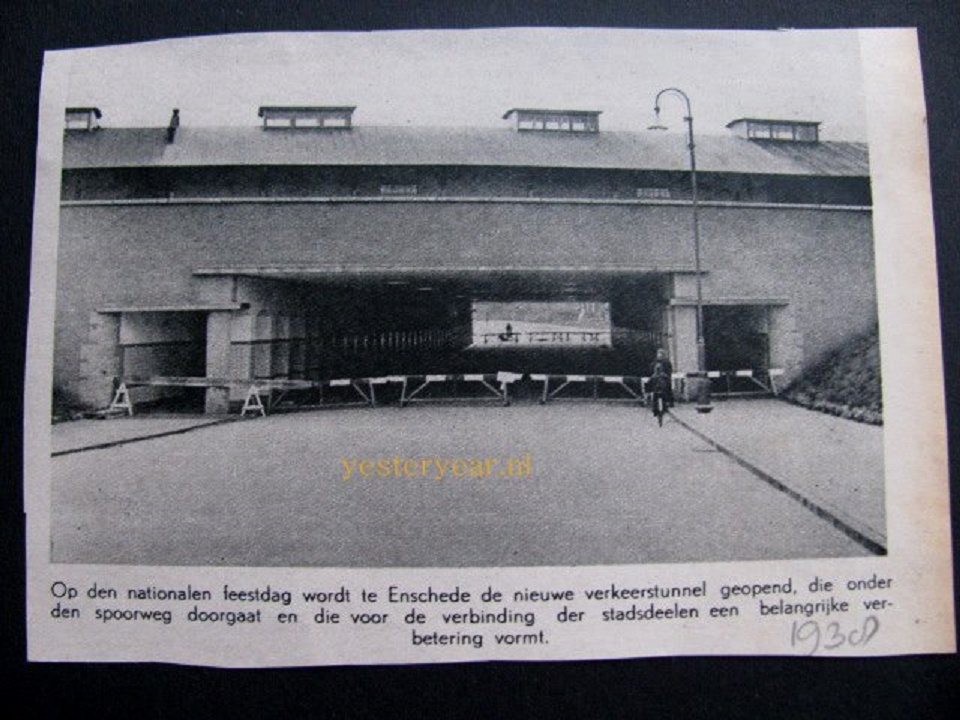 yesteryear.nl
Op den nationalen feestdag wordt te Enschede de nieuwe verkeerstunnel geopend, die onder
den spoorweg doorgaat en die voor de verbinding der stadsdeelen een belangrijke ver-
betering vormt.